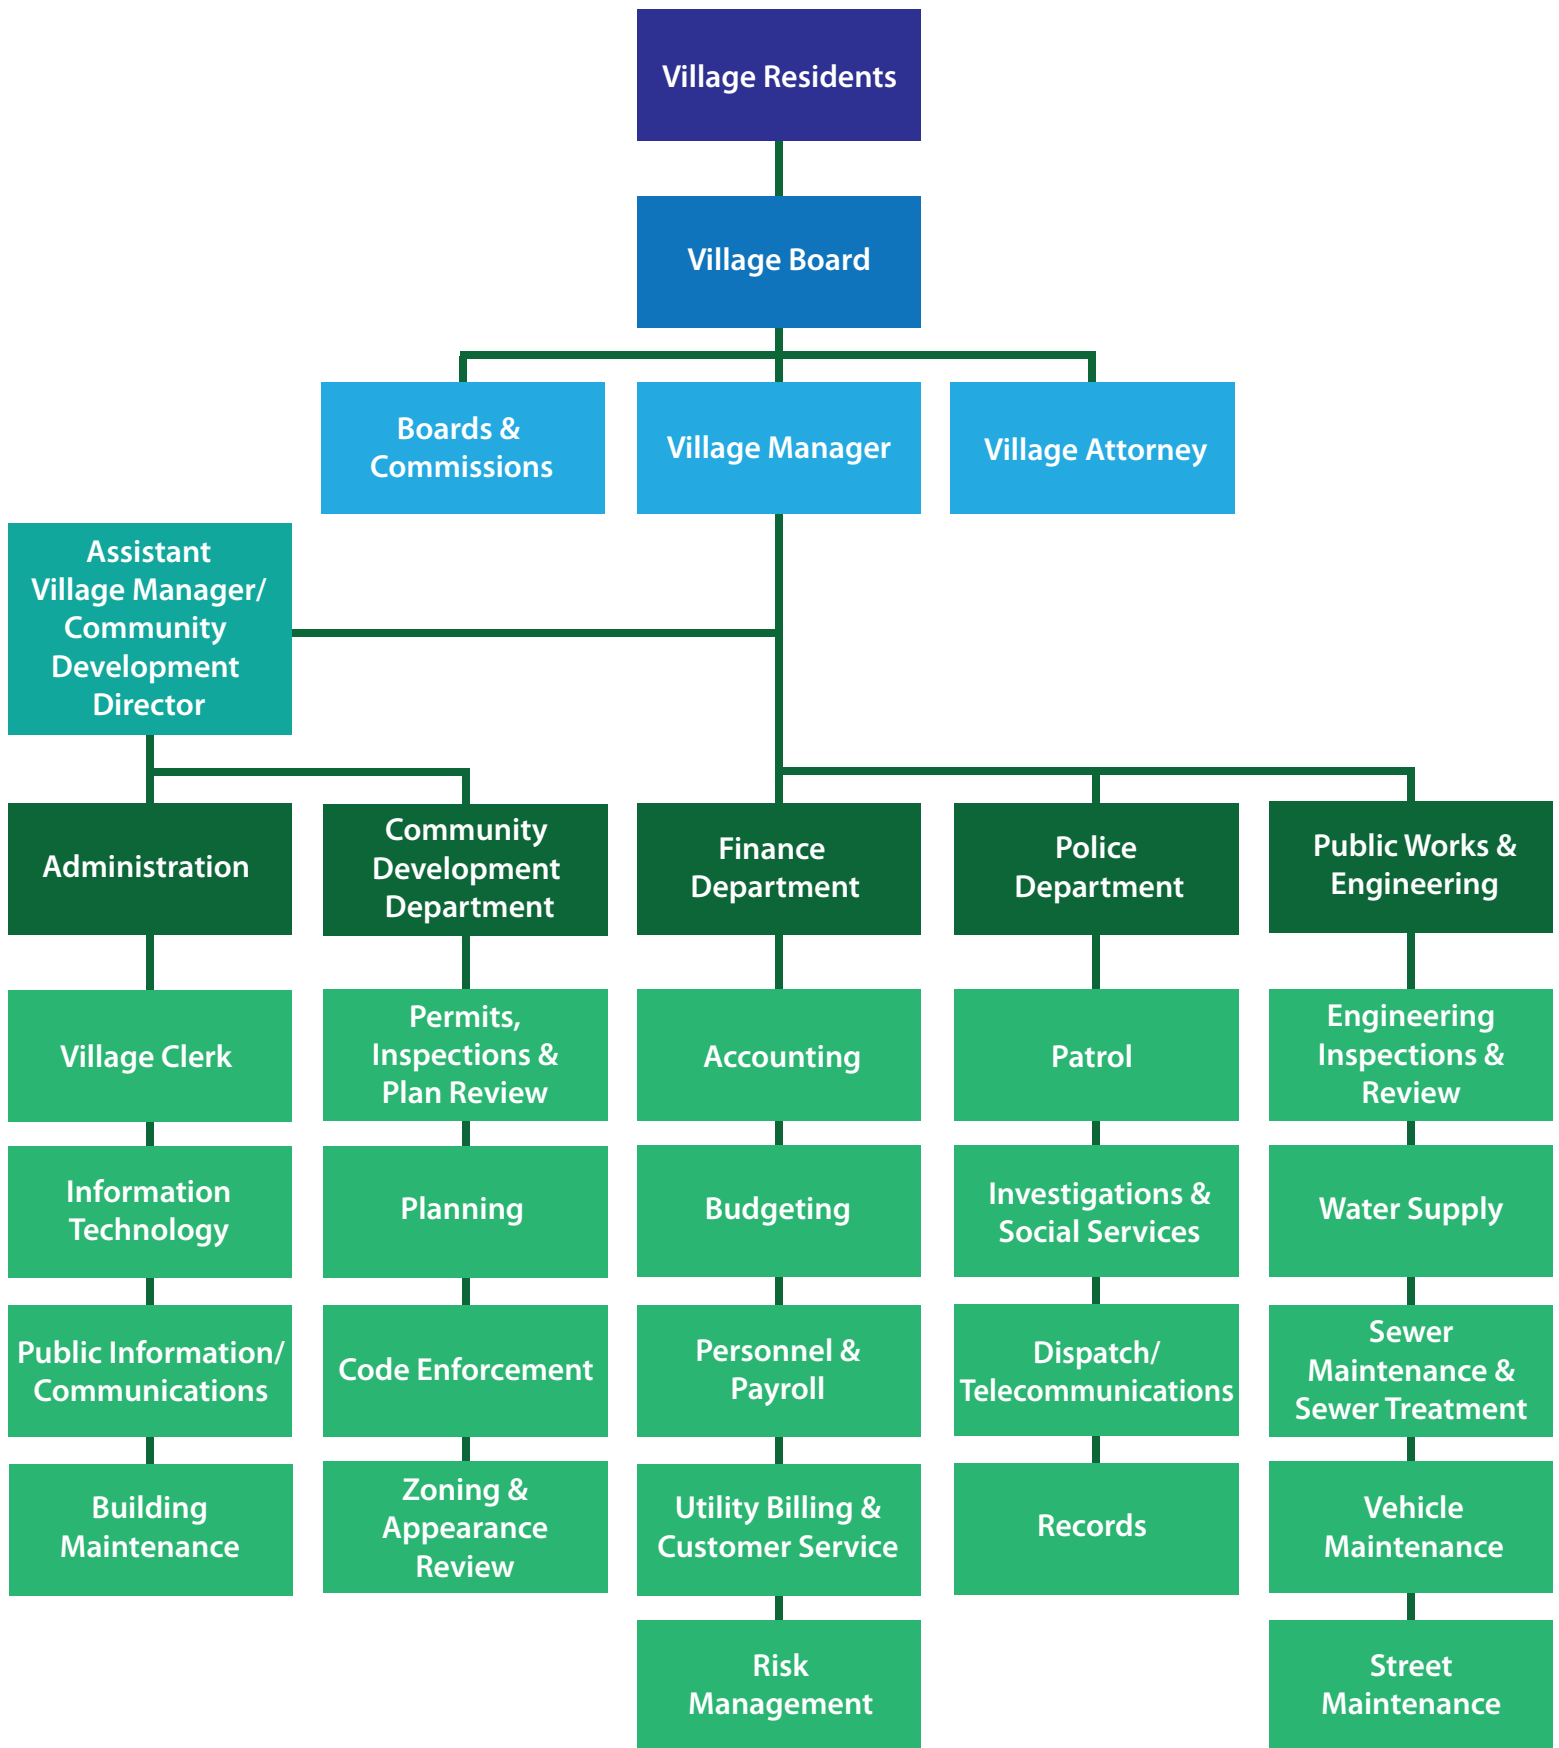 Village Residents
Village Board
Boards &
Commissions
Village Manager
Village Attorney
Assistant
Village Manager/
Community
Development
Director
Administration
Community
Development
Department
Finance
Department
Police
Department
Public Works &
Engineering
Village Clerk
Permits,
Inspections &
Plan Review
Accounting
Patrol
Engineering
Inspections &
Review
Information
Technology
Planning
Budgeting
Investigations &
Social Services
Water Supply
Public Information/
Communications
Code Enforcement
Personnel &
Payroll
Dispatch/
Telecommunications
Sewer
Maintenance &
Sewer Treatment
Building
Maintenance
Zoning &
Appearance
Review
Utility Billing &
Customer Service
Records
Vehicle
Maintenance
Risk
Management
Street
Maintenance